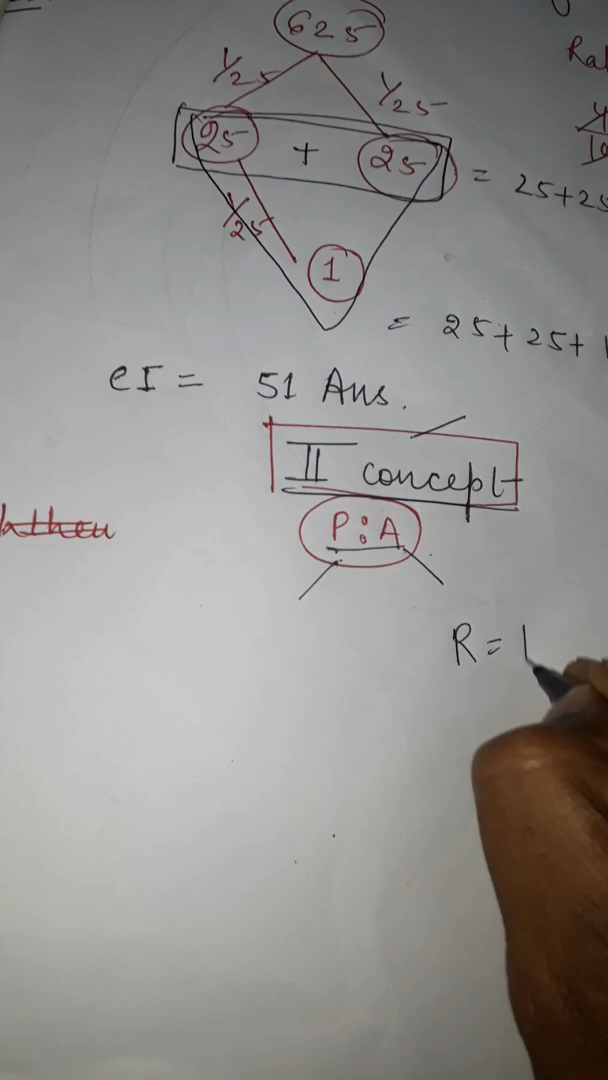 625
1/25 1/25
25 + 25 = 25+25
1/25
1
= 25+25+1
CI = 51 Ans.
II concept
P:A
R =